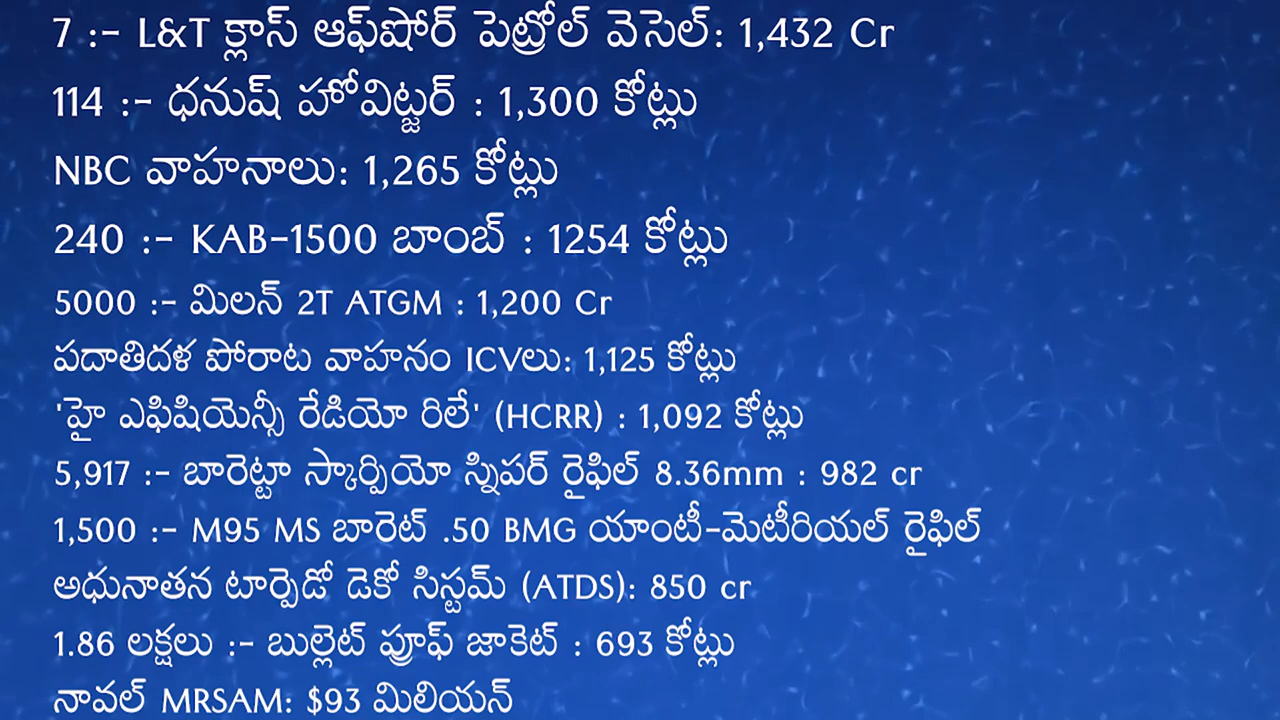 7 :- L&T క్లాస్ ఆఫ్‌షోర్ పెట్రోల్ వెసెల్: 1,432 Cr
114 :- ధనుష్ హోవిట్జర్ : 1,300 కోట్లు
NBC వాహనాలు: 1,265 కోట్లు
240 :- KAB-1500 బాంబ్ : 1254 కోట్లు
5000 :- మిలన్ 2T ATGM : 1,200 Cr
పదాతిదళ పోరాట వాహనం ICVలు: 1,125 కోట్లు
'హై ఎఫిషియెన్సీ రేడియో రిలే' (HCRR) : 1,092 కోట్లు
5,917 :- బారెట్టా స్కార్పియో స్నిపర్ రైఫిల్ 8.36mm : 982 cr
1,500 :- M95 MS బారెట్ .50 BMG యాంటీ-మెటీరియల్ రైఫిల్
అధునాతన టార్పెడో డెకో సిస్టమ్ (ATDS): 850 cr
1.86 లక్షలు :- బుల్లెట్ ప్రూఫ్ జాకెట్ : 693 కోట్లు
నావల్ MRSAM: $93 మిలియన్